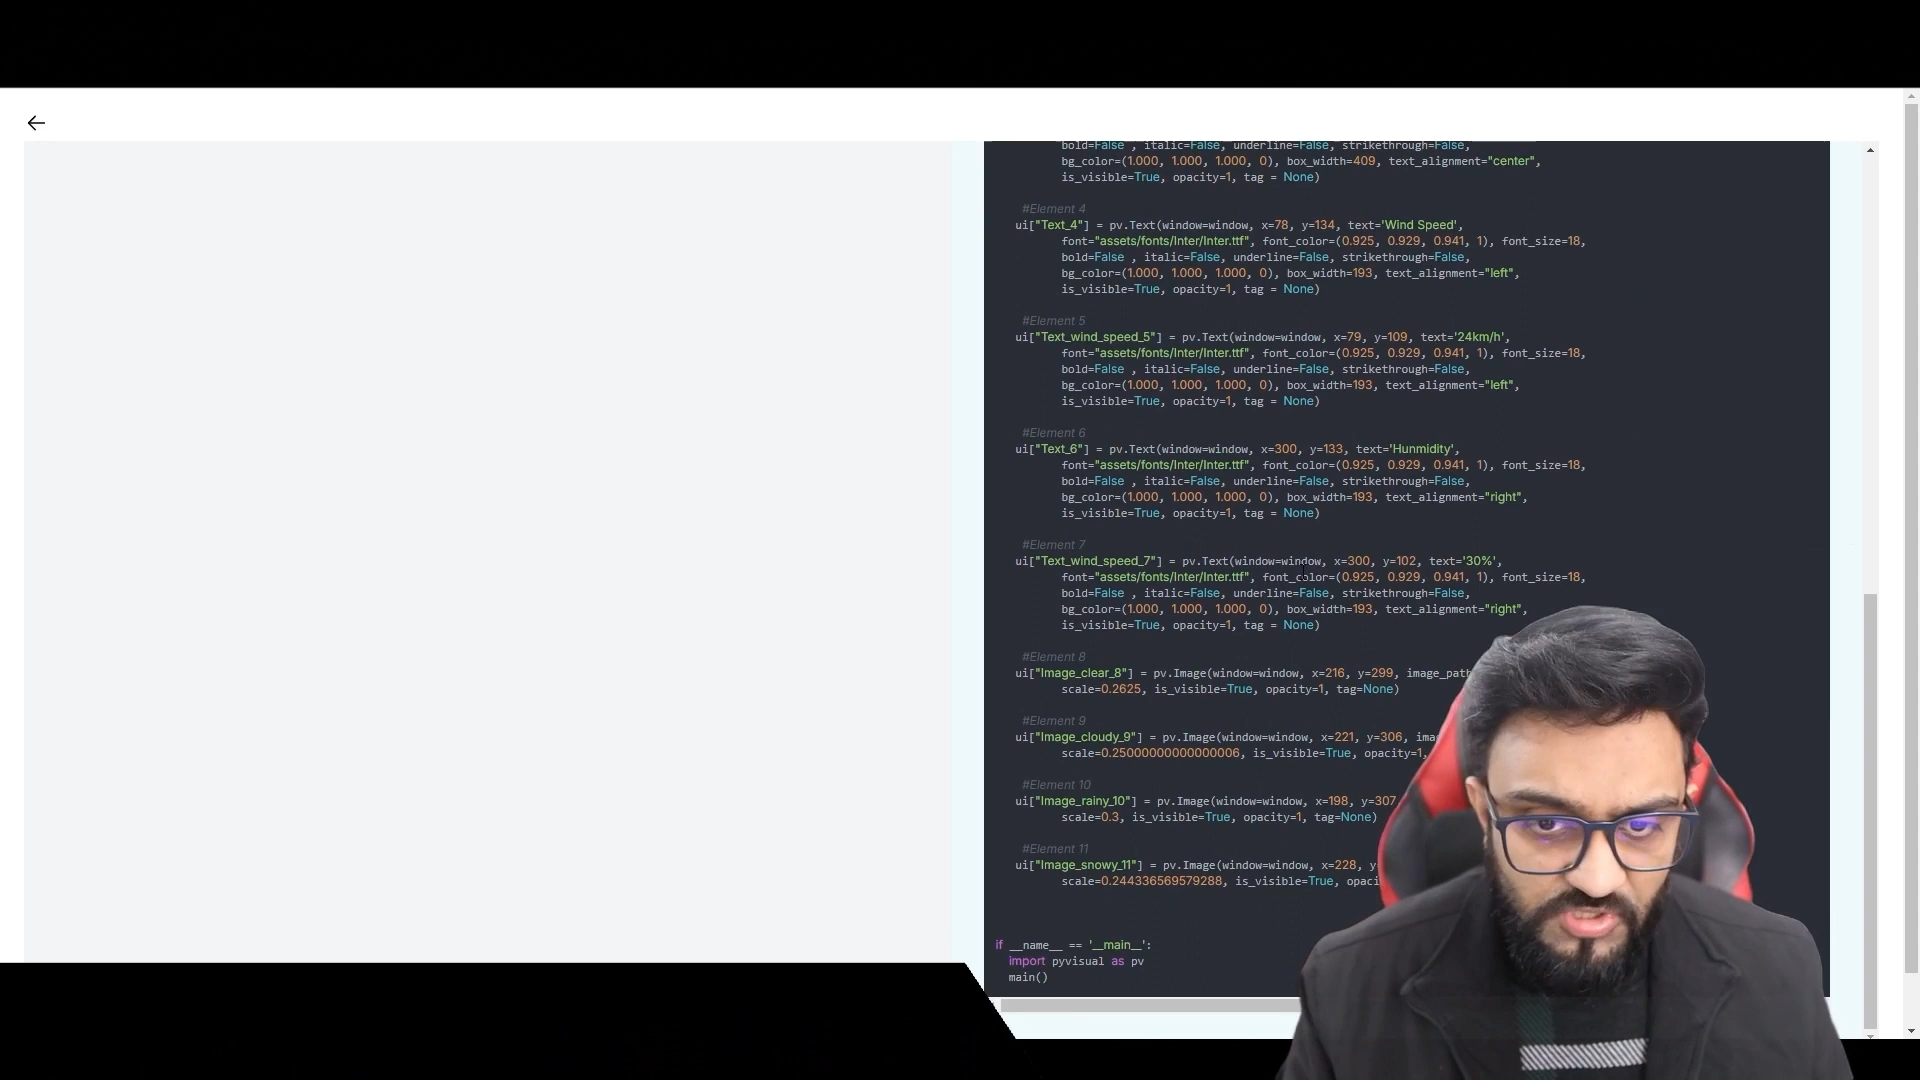 bold=False , italic=False, underline=False, strikethrough=False,
bg_color=(1.000, 1.000, 1.000, 0), box_width=409, text_alignment="center",
is_visible=True, opacity=1, tag = None)
#Element 4
ui["Text_4"] = pv.Text(window=window, x=78, y=134, text='Wind Speed',
font="assets/fonts/Inter/Inter.ttf", font_color=(0.925, 0.929, 0.941, 1), font_size=18,
bold=False , italic=False, underline=False, strikethrough=False,
bg_color=(1.000, 1.000, 1.000, 0), box_width=193, text_alignment="left",
is_visible=True, opacity=1, tag = None)
#Element 5
ui["Text_wind_speed_5"] = pv.Text(window=window, x=79, y=109, text='24km/h',
font="assets/fonts/Inter/Inter.ttf", font_color=(0.925, 0.929, 0.941, 1), font_size=18,
bold=False , italic=False, underline=False, strikethrough=False,
bg_color=(1.000, 1.000, 1.000, 0), box_width=193, text_alignment="left",
is_visible=True, opacity=1, tag = None)
#Element 6
ui["Text_6"] = pv.Text(window=window, x=300, y=133, text='Hunmidity',
font="assets/fonts/Inter/Inter.ttf", font_color=(0.925, 0.929, 0.941, 1), font_size=18,
bold=False , italic=False, underline=False, strikethrough=False,
bg_color=(1.000, 1.000, 1.000, 0), box_width=193, text_alignment="right",
is_visible=True, opacity=1, tag = None)
#Element 7
ui["Text_wind_speed_7"] = pv.Text(window=window, x=300, y=102, text='30%',
font="assets/fonts/Inter/Inter.ttf", font_color=(0.925, 0.929, 0.941, 1), font_size=18,
bold=False , italic=False, underline=False, strikethrough=False,
bg_color=(1.000, 1.000, 1.000, 0), box_width=193, text_alignment="right",
is_visible=True, opacity=1, tag = None)
#Element 8
ui["Image_clear_8"] = pv.Image(window=window, x=216, y=299, image_path
scale=0.2625, is_visible=True, opacity=1, tag=None)
#Element 9
ui["Image_cloudy_9"] = pv.Image(window=window, x=221, y=306, ima
scale=0.25000000000000006, is_visible=True, opacity=1,
#Element 10
ui["Image_rainy_10"] = pv.Image(window=window, x=198, y=307,
scale=0.3, is_visible=True, opacity=1, tag=None)
#Element 11
ui["Image_snowy_11"] = pv.Image(window=window, x=228, y
scale=0.244336569579288, is_visible=True, opaci
if __name__ == '__main__':
import pyvisual as pv
main()